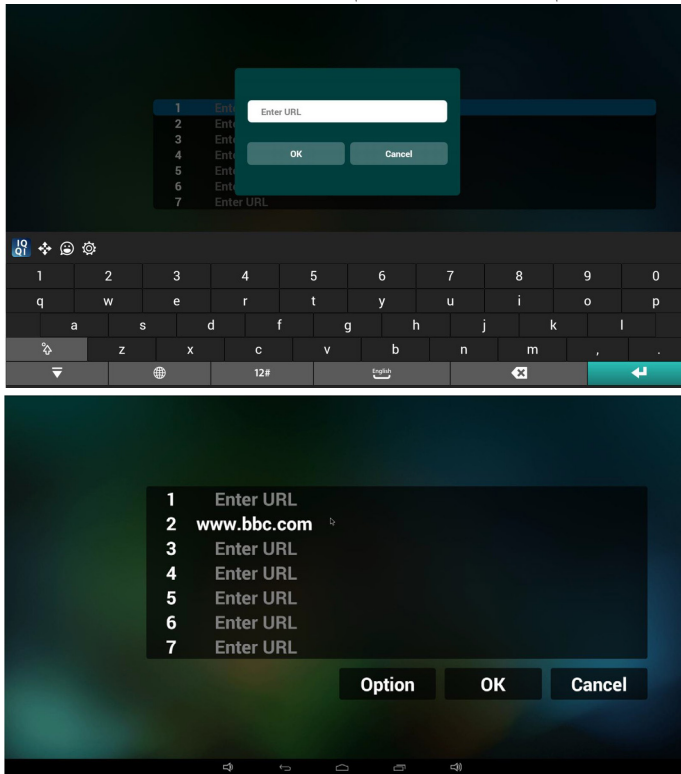 Enter URL
OK Cancel
1 Ente
2 Ente
3 Ente
4 Ente
5 Ente
6 Ente
7 Enter URL
IQ
QI
1 2 3 4 5 6 7 8 9 0
q w e r t y u i o p
a s d f g h j k l
z x c v b n m , .
12# English
1 Enter URL
2 www.bbc.com
3 Enter URL
4 Enter URL
5 Enter URL
6 Enter URL
7 Enter URL
Option OK Cancel